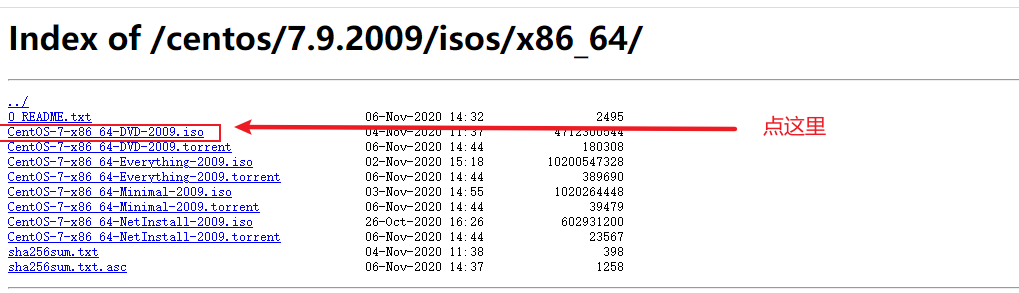 Index of /centos/7.9.2009/isos/x86_64/
../
0_README.txt 06-Nov-2020 14:32 2495
CentOS-7-x86_64-DVD-2009.iso 04-Nov-2020 11:37 4712300544 点这里
CentOS-7-x86_64-DVD-2009.torrent 06-Nov-2020 14:44 180308
CentOS-7-x86_64-Everything-2009.iso 02-Nov-2020 15:18 10200547328
CentOS-7-x86_64-Everything-2009.torrent 06-Nov-2020 14:44 389690
CentOS-7-x86_64-Minimal-2009.iso 03-Nov-2020 14:55 1020264448
CentOS-7-x86_64-Minimal-2009.torrent 06-Nov-2020 14:44 39479
CentOS-7-x86_64-NetInstall-2009.iso 26-Oct-2020 16:26 602931200
CentOS-7-x86_64-NetInstall-2009.torrent 06-Nov-2020 14:44 23567
sha256sum.txt 04-Nov-2020 11:38 398
sha256sum.txt.asc 06-Nov-2020 14:37 1258